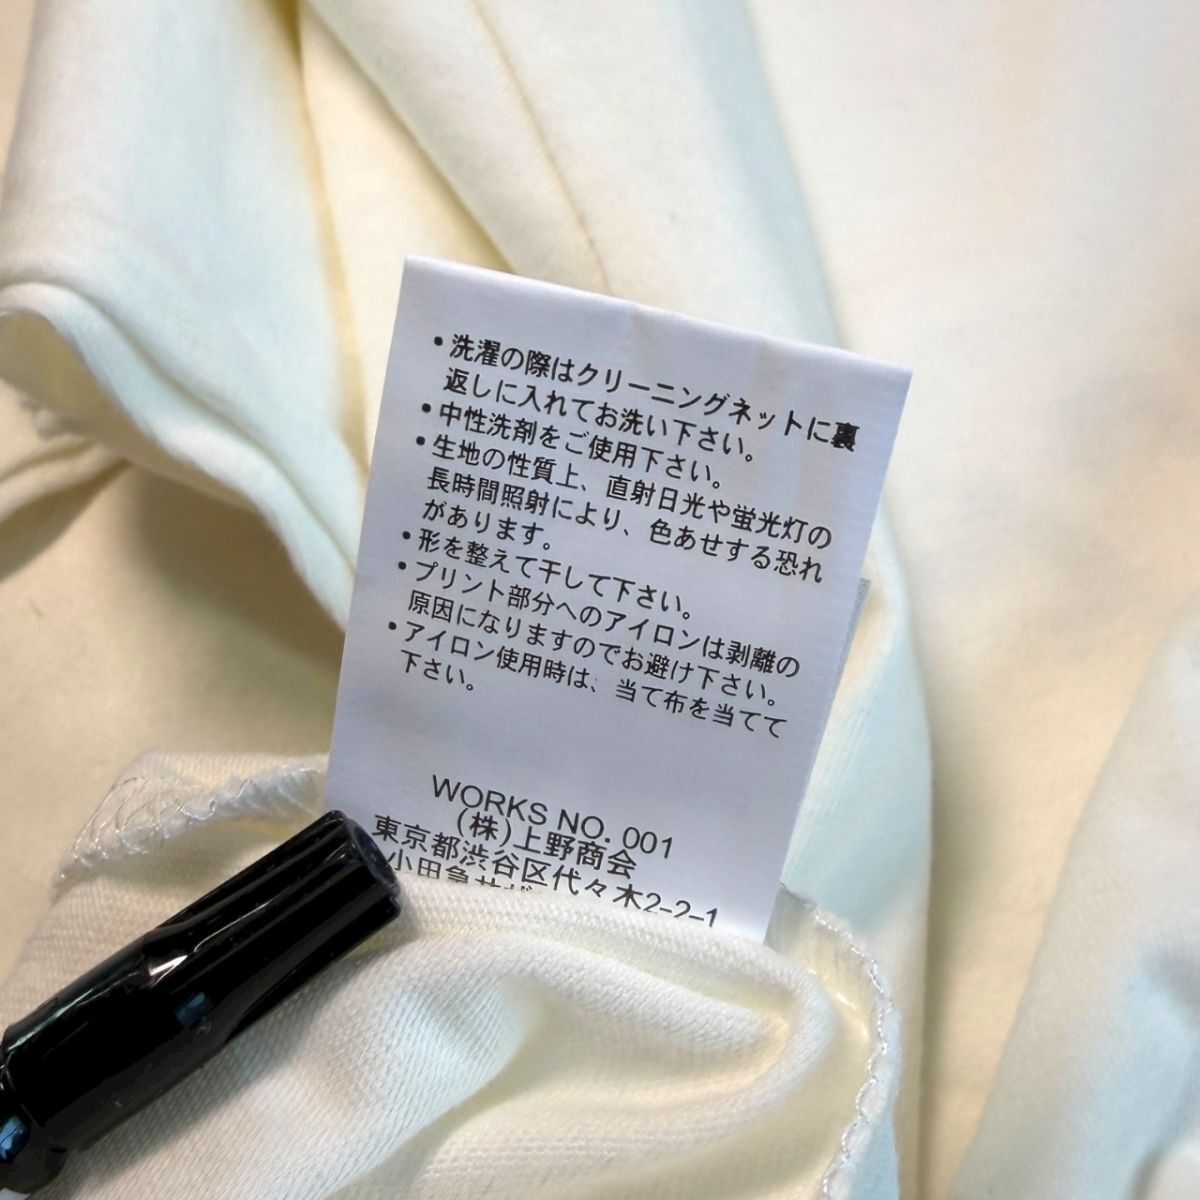 ・洗濯の際はクリーニングネットに裏
返しに入れてお洗い下さい。
・中性洗剤をご使用下さい。
・生地の性質上、直射日光や蛍光灯の
長時間照射により、色あせする恐れ
があります。
・形を整えて干して下さい。
・プリント部分へのアイロンは剥離の
原因になりますのでお避け下さい。
・アイロン使用時は、当て布を当てて
下さい。
WORKS NO. 001
(株)上野商会
東京都渋谷区代々木2-2-1
小田急サザ